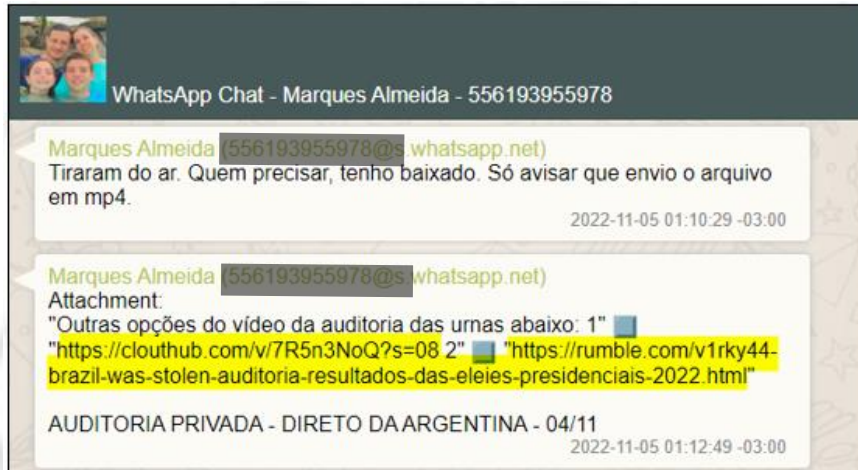 WhatsApp Chat - Marques Almeida - 556193955978
Marques Almeida whatsapp.net)
Tiraram do ar. Quem precisar, tenho baixado. Só avisar que envio o arquivo
em mp4.
2022-11-05 01:10:29 -03:00
Marques Almeida whatsapp.net)
Attachment:
"Outras opções do vídeo da auditoria das urnas abaixo: 1"
"https://clouthub.com/v/7R5n3NoQ?s=08 2" "https://rumble.com/v1rky44-
brazil-was-stolen-auditoria-resultados-das-eleies-presidenciais-2022.html"
AUDITORIA PRIVADA - DIRETO DA ARGENTINA - 04/11
2022-11-05 01:12:49 -03:00